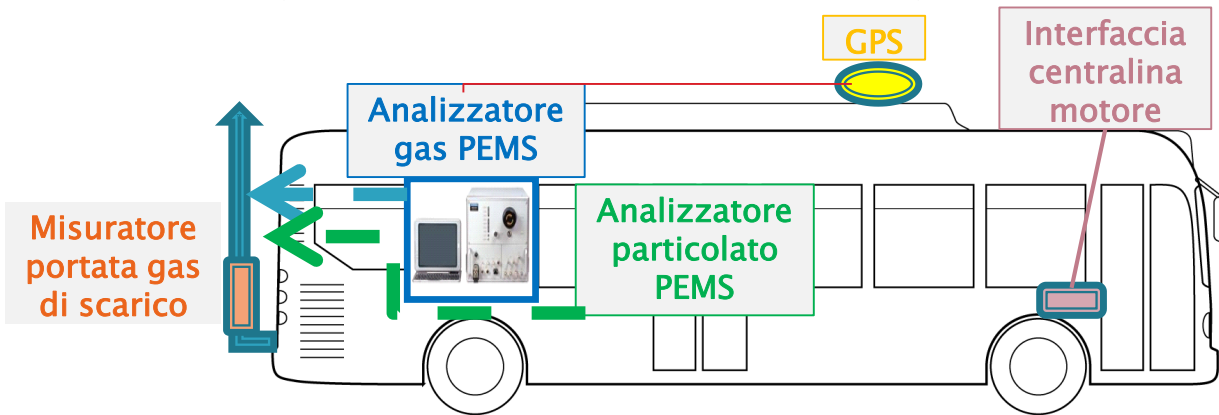 GPS
Interfaccia
centralina
motore
Analizzatore
gas PEMS
Analizzatore
particolato
PEMS
Misuratore
portata gas
di scarico